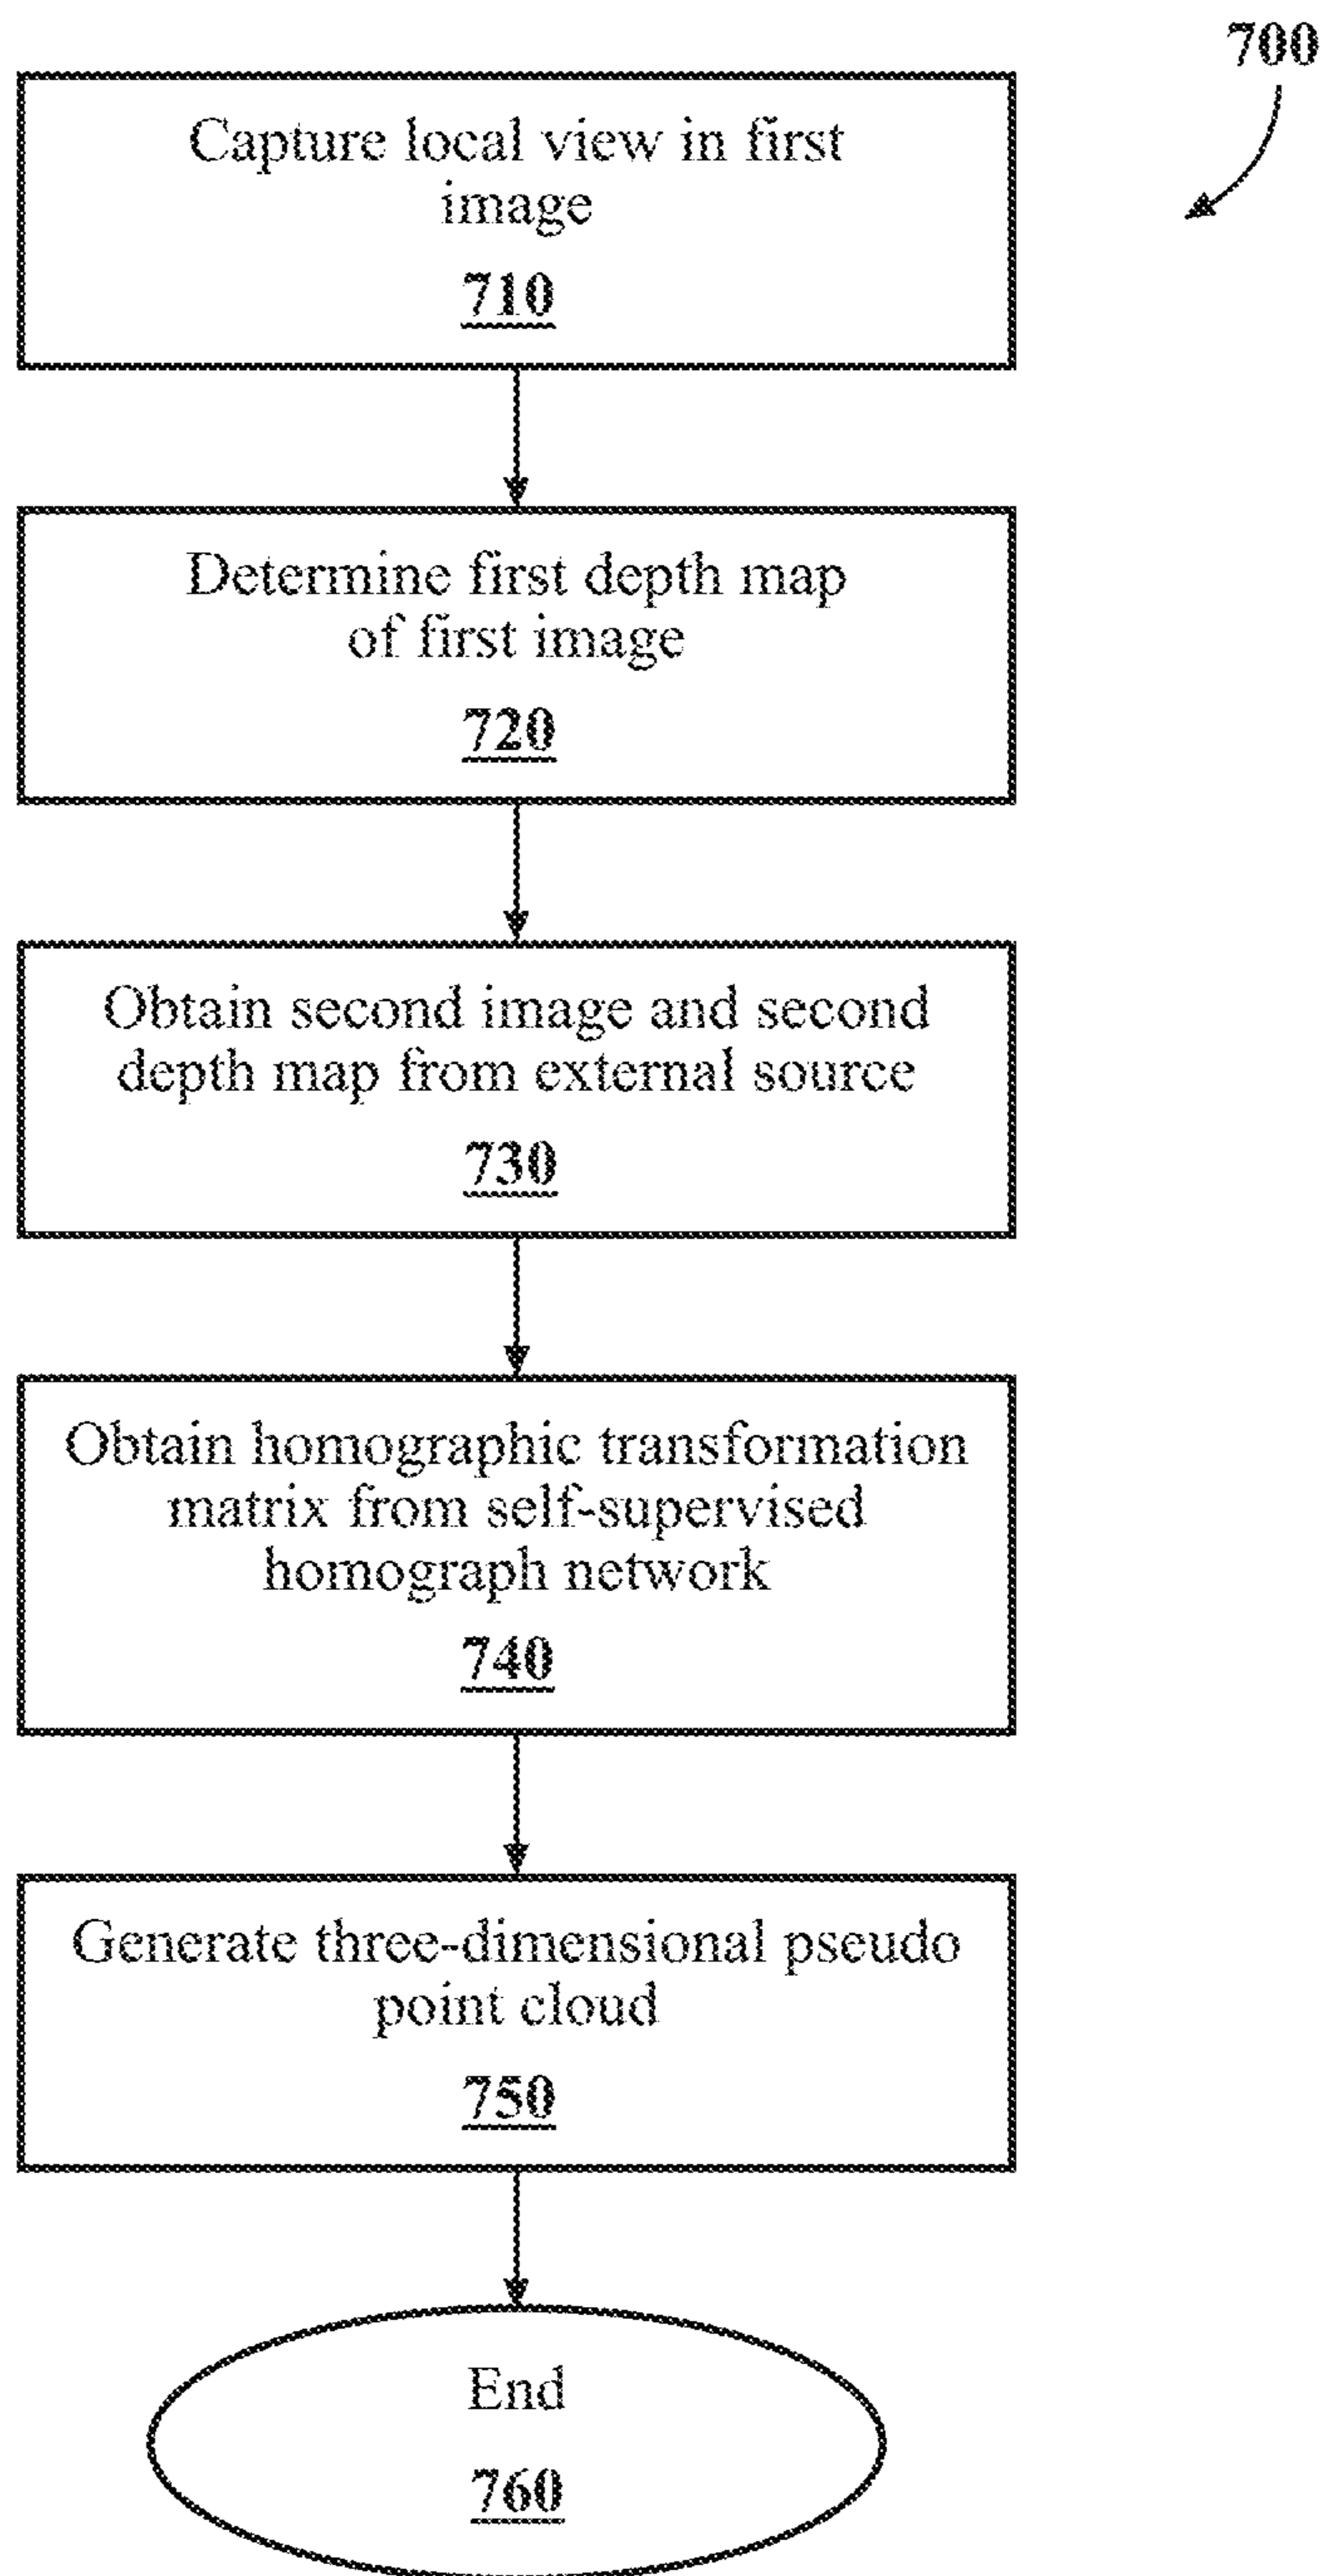 700
Capture local view in first
image
710
Determine first depth map
of first image
720
Obtain second image and second
depth map from external source
730
Obtain homographic transformation
matrix from self-supervised
homograph network
740
Generate three-dimensional pseudo
point cloud
750
End
760